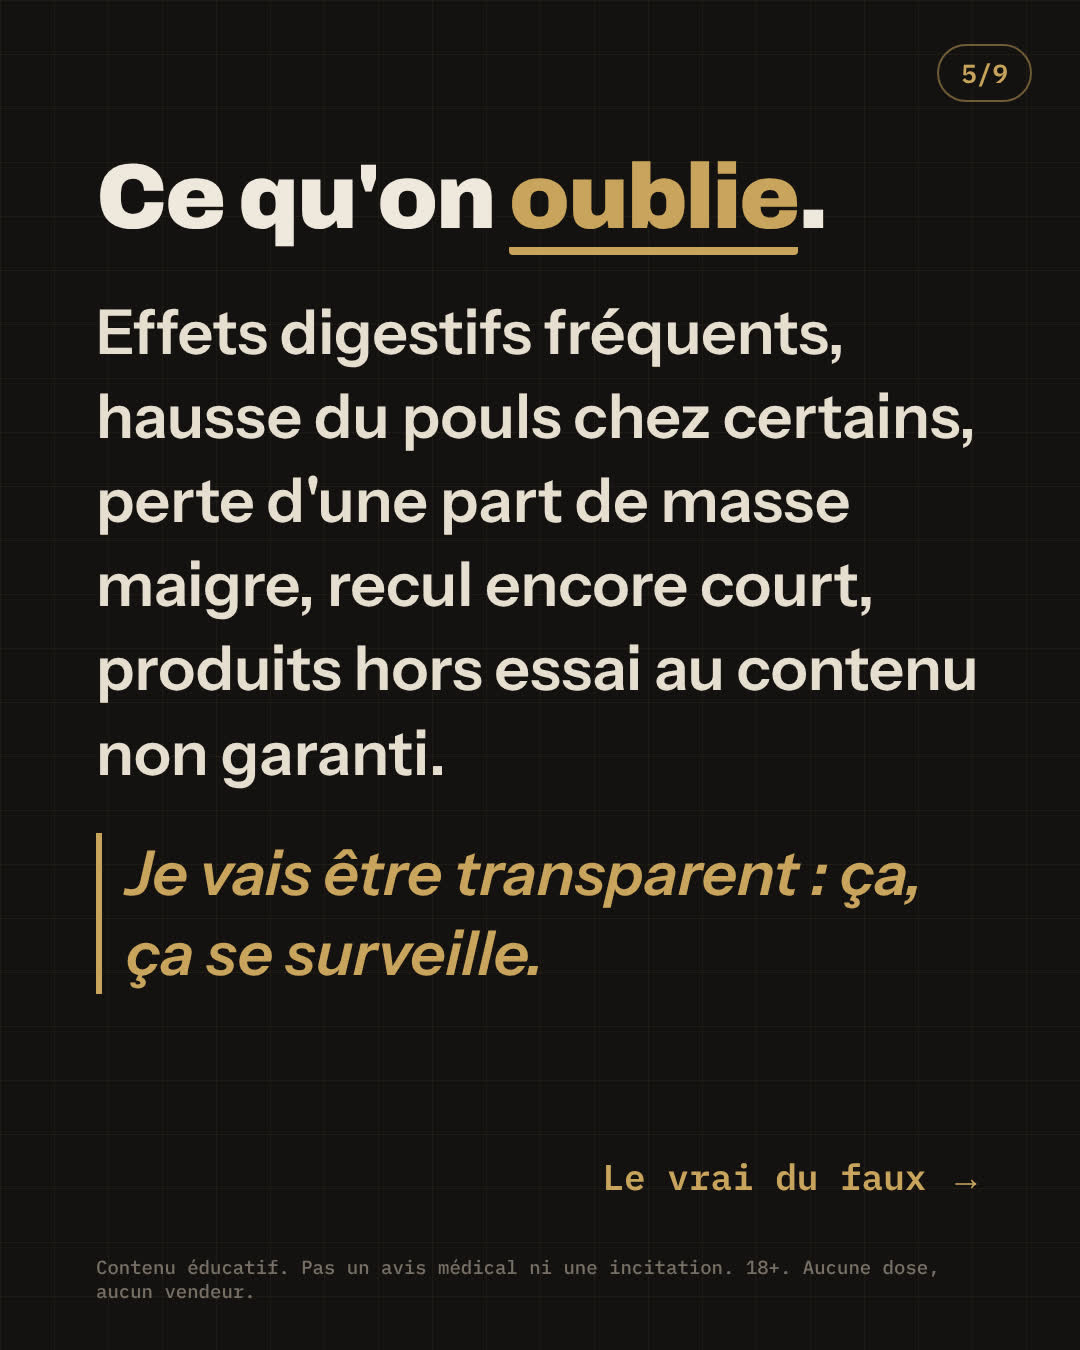 5/9
Ce qu'on oublie.
Effets digestifs fréquents,
hausse du pouls chez certains,
perte d'une part de masse
maigre, recul encore court,
produits hors essai au contenu
non garanti.
Je vais être transparent : ça,
ça se surveille.
Le vrai du faux →
Contenu éducatif. Pas un avis médical ni une incitation. 18+. Aucune dose,
aucun vendeur.